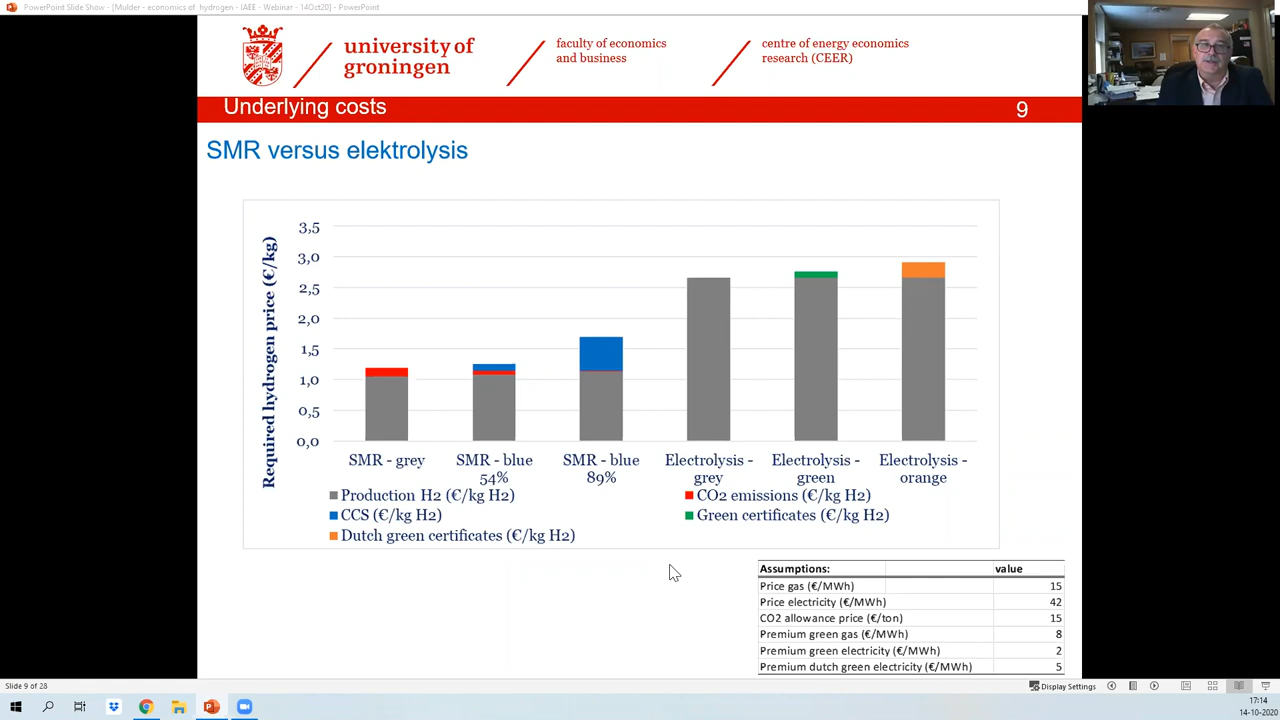 PowerPoint Slide Show - [Mulder - economics of hydrogen - IAEE - Webinar - 14Oct20] - PowerPoint
university of
groningen
faculty of economics
and business
centre of energy economics
research (CEER)
Underlying costs
9
SMR versus elektrolysis
Required hydrogen price (€/kg)
3,5
3,0
2,5
2,0
1,5
1,0
0,5
0,0
SMR - grey
SMR - blue
54%
SMR - blue
89%
Electrolysis -
grey
Electrolysis -
green
Electrolysis -
orange
Production H2 (€/kg H2)
CO2 emissions (€/kg H2)
CCS (€/kg H2)
Green certificates (€/kg H2)
Dutch green certificates (€/kg H2)
Assumptions: value
Price gas (€/MWh) 15
Price electricity (€/MWh) 42
CO2 allowance price (€/ton) 15
Premium green gas (€/MWh) 8
Premium green electricity (€/MWh) 2
Premium dutch green electricity (€/MWh) 5
Slide 9 of 28
Display Settings
17:14
14-10-2020